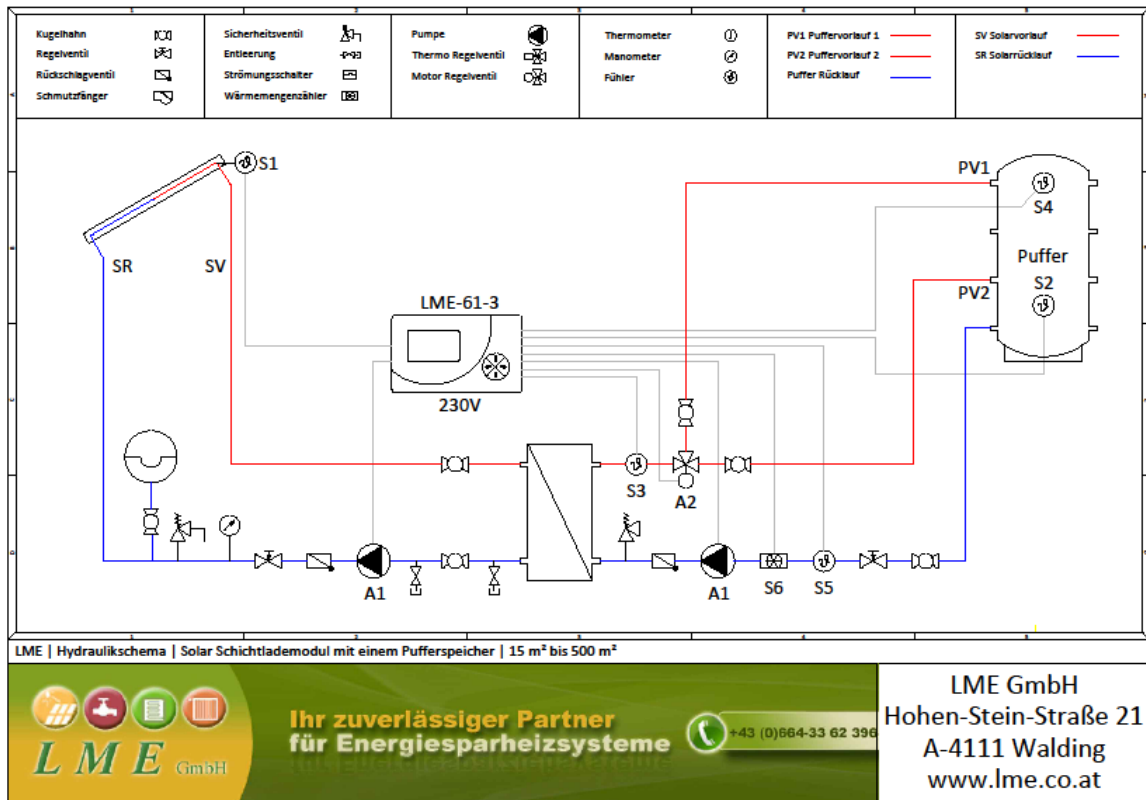 Kugelhahn
Regelventil
Rückschlagventil
Schmutzfänger
Sicherheitsventil
Entleerung
Strömungsschalter
Wärmemengenzähler
Pumpe
Thermo Regelventil
Motor Regelventil
Thermometer
Manometer
Fühler
PV1 Puffervorlauf 1
PV2 Puffervorlauf 2
Puffer Rücklauf
SV Solarvorlauf
SR Solarrücklauf
S1
PV1
S4
SR
SV
Puffer
S2
PV2
LME-61-3
230V
S3
A2
A1
A1
S6
S5
LME | Hydraulikschema | Solar Schichtlademodul mit einem Pufferspeicher | 15 m² bis 500 m²
L M E GmbH
Ihr zuverlässiger Partner
für Energiesparheizsysteme
+43 (0)664-33 62 396
LME GmbH
Hohen-Stein-Straße 21
A-4111 Walding
www.lme.co.at